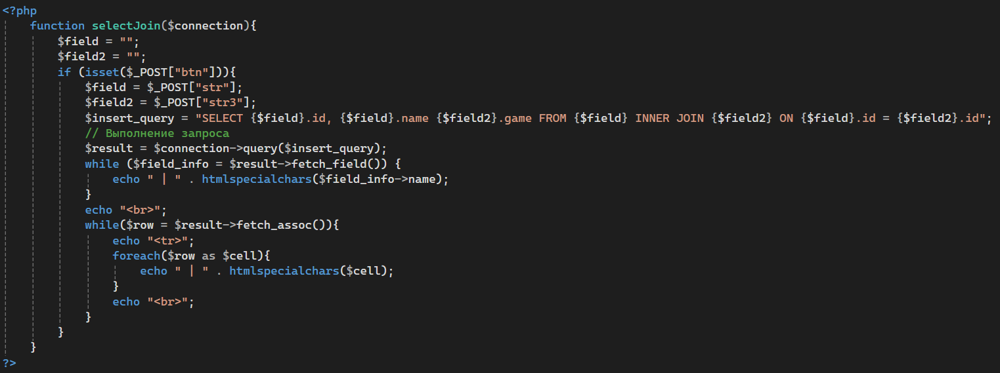 <?php
function selectJoin($connection){
$field = "";
$field2 = "";
if (isset($_POST["btn"])){
$field = $_POST["str"];
$field2 = $_POST["str3"];
$insert_query = "SELECT {$field}.id, {$field}.name {$field2}.game FROM {$field} INNER JOIN {$field2} ON {$field}.id = {$field2}.id";
// Выполнение запроса
$result = $connection->query($insert_query);
while ($field_info = $result->fetch_field()) {
echo " | " . htmlspecialchars($field_info->name);
}
echo "<br>";
while($row = $result->fetch_assoc()){
echo "<tr>";
foreach($row as $cell){
echo " | " . htmlspecialchars($cell);
}
echo "<br>";
}
}
}
?>